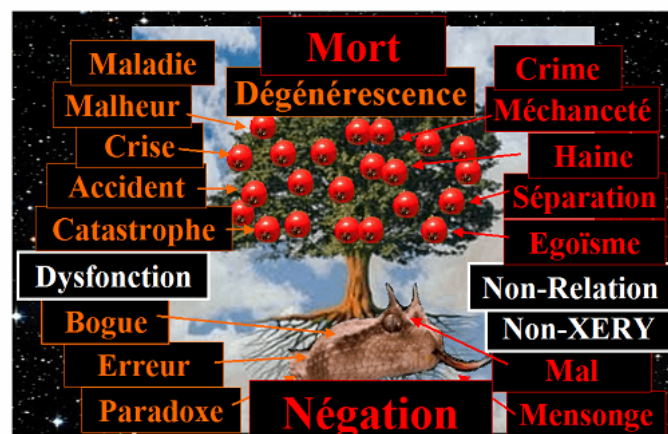 Mort
Dégénérescence
Maladie
Malheur
Crise
Accident
Catastrophe
Dysfonction
Bogue
Erreur
Paradoxe
Crime
Méchanceté
Haine
Séparation
Egoïsme
Non-Relation
Non-XERY
Mal
Mensonge
Négation